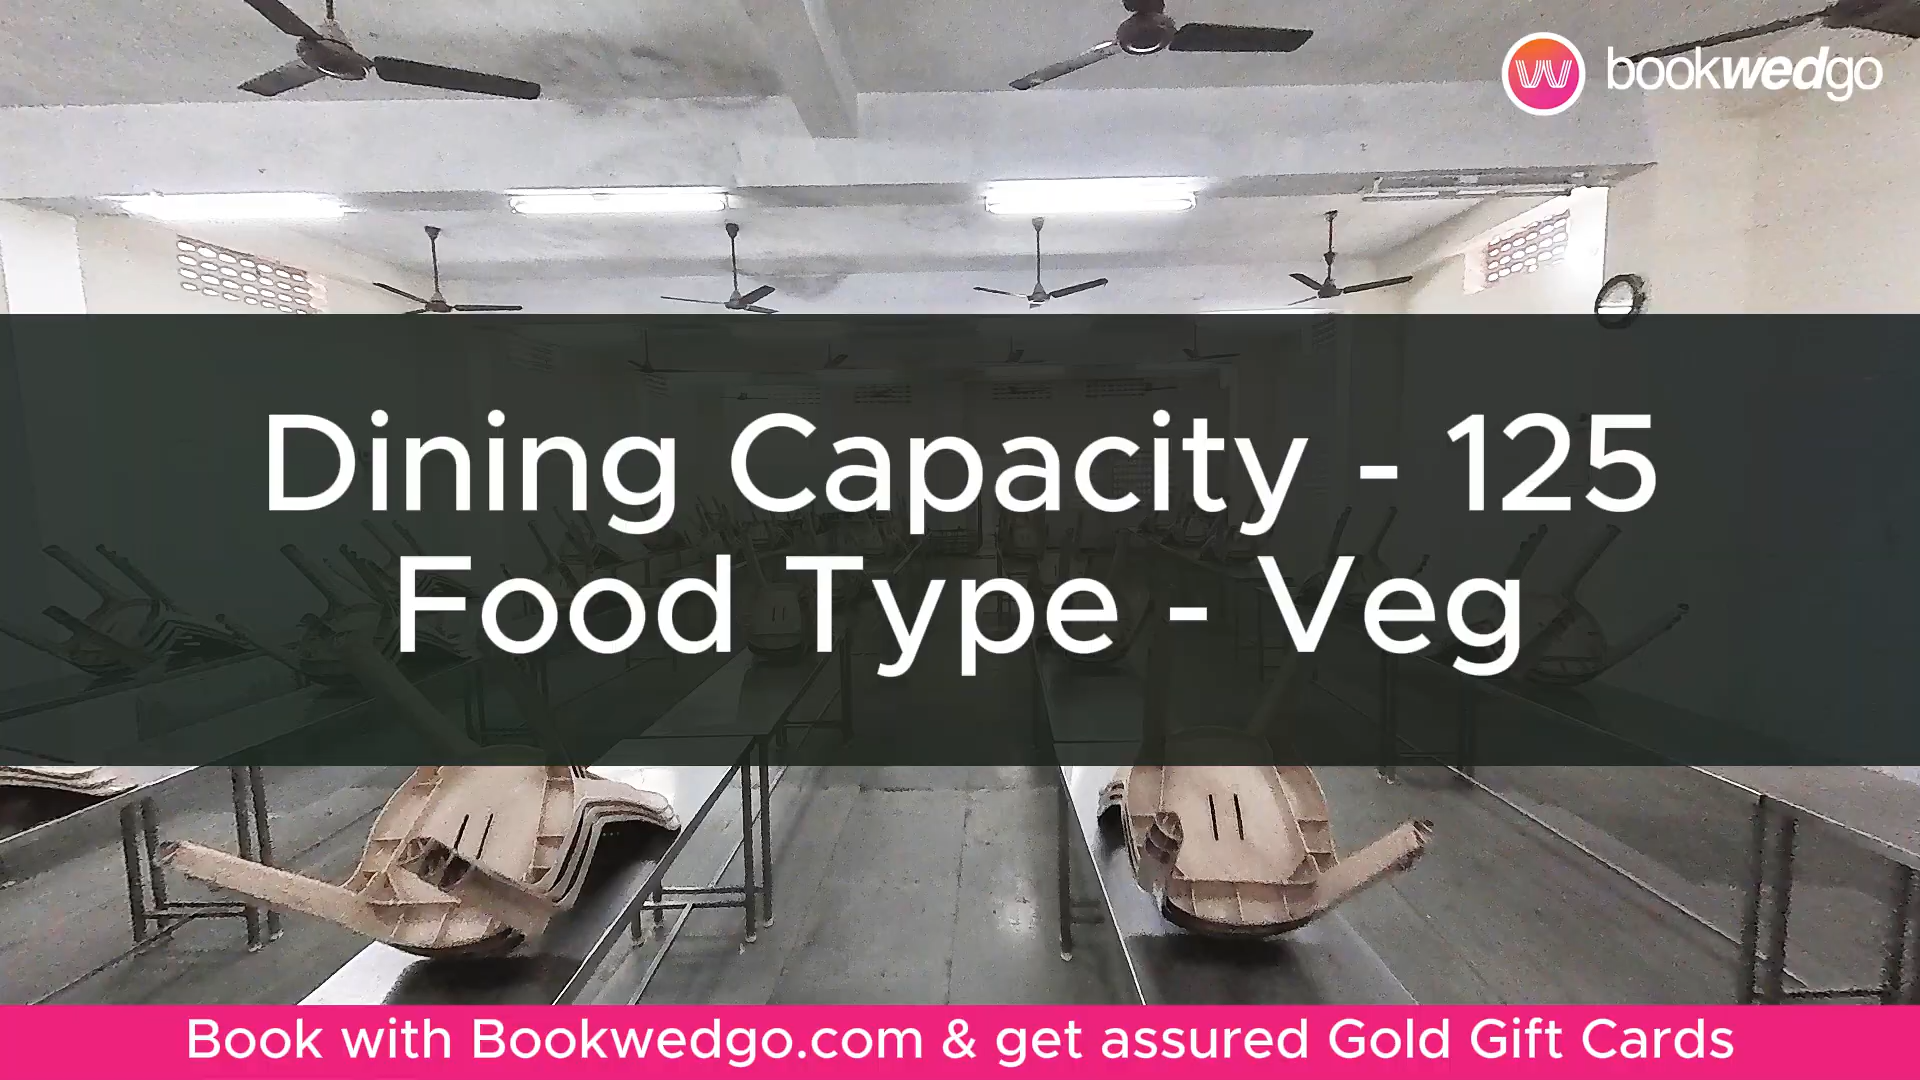 bookwedgo
Dining Capacity - 125
Food Type - Veg
Book with Bookwedgo.com & get assured Gold Gift Cards